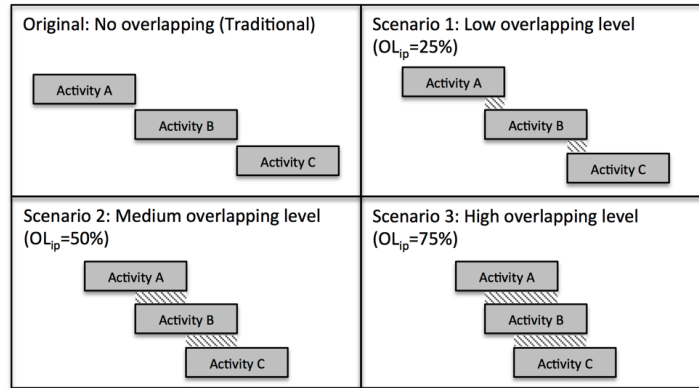 Original: No overlapping (Traditional)
Activity A
Activity B
Activity C
Scenario 1: Low overlapping level
(OLip=25%)
Activity A
Activity B
Activity C
Scenario 2: Medium overlapping level
(OLip=50%)
Activity A
Activity B
Activity C
Scenario 3: High overlapping level
(OLip=75%)
Activity A
Activity B
Activity C